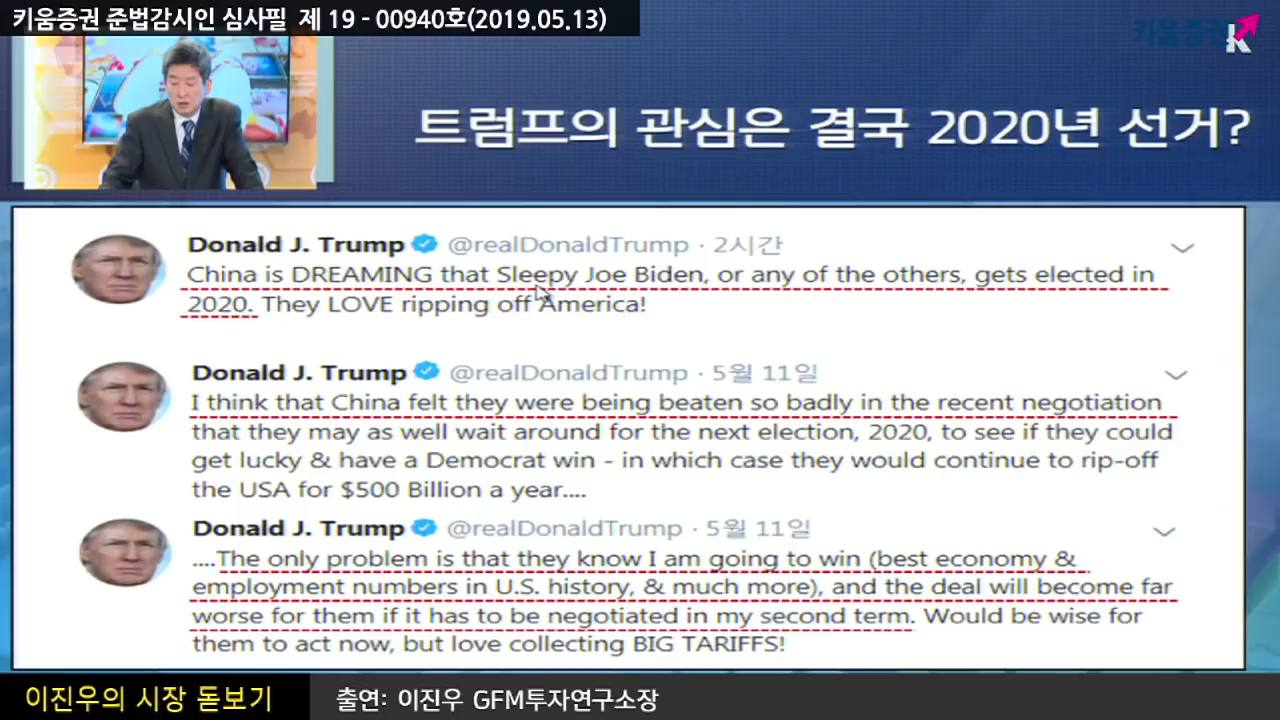 키움증권 준법감시인 심사필 제 19 - 00940호(2019.05.13)
키움증권
트럼프의 관심은 결국 2020년 선거?
Donald J. Trump @realDonaldTrump · 2시간
China is DREAMING that Sleepy Joe Biden, or any of the others, gets elected in
2020. They LOVE ripping off America!
Donald J. Trump @realDonaldTrump · 5월 11일
I think that China felt they were being beaten so badly in the recent negotiation
that they may as well wait around for the next election, 2020, to see if they could
get lucky & have a Democrat win - in which case they would continue to rip-off
the USA for $500 Billion a year....
Donald J. Trump @realDonaldTrump · 5월 11일
....The only problem is that they know I am going to win (best economy &
employment numbers in U.S. history, & much more), and the deal will become far
worse for them if it has to be negotiated in my second term. Would be wise for
them to act now, but love collecting BIG TARIFFS!
이진우의 시장 돋보기
출연: 이진우 GFM투자연구소장